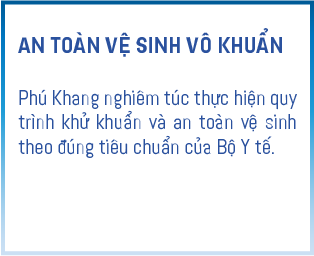 AN TOÀN VỆ SINH VÔ KHUẨN
Phú Khang nghiêm túc thực hiện quy
trình khử khuẩn và an toàn vệ sinh
theo đúng tiêu chuẩn của Bộ Y tế.